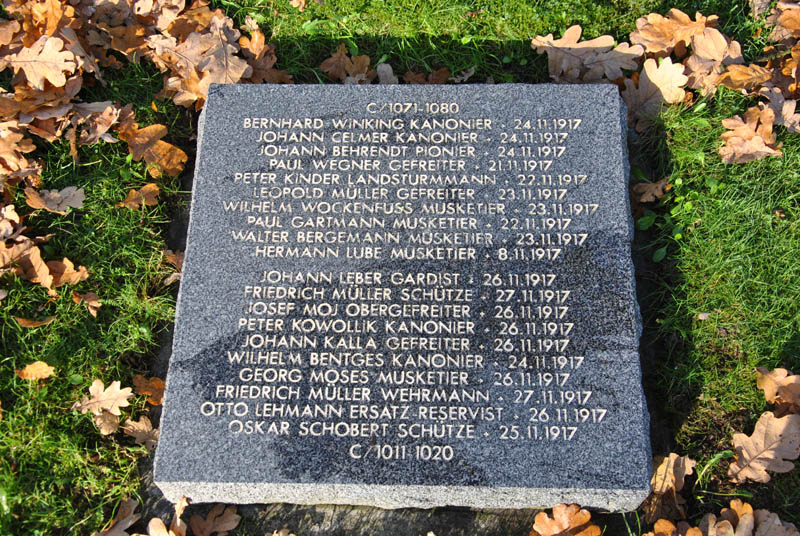 C/1071-1080
BERNHARD WINKING KANONIER + 24.11.1917
JOHANN CELMER KANONIER + 24.11.1917
JOHANN BEHRENDT PIONIER + 24.11.1917
PAUL WEGNER GEFREITER + 21.11.1917
PETER KINDER LANDSTURMMANN + 22.11.1917
LEOPOLD MÜLLER GEFREITER + 23.11.1917
WILHELM WOCKENFUSS MUSKETIER + 23.11.1917
PAUL GARTMANN MUSKETIER + 22.11.1917
WALTER BERGEMANN MUSKETIER + 23.11.1917
HERMANN LUBE MUSKETIER + 8.11.1917
JOHANN LEBER GARDIST + 26.11.1917
FRIEDRICH MÜLLER SCHÜTZE + 27.11.1917
JOSEF MOJ OBERGEFREITER + 26.11.1917
PETER KOWOLLIK KANONIER + 26.11.1917
JOHANN KALLA GEFREITER + 26.11.1917
WILHELM BENTGES KANONIER + 24.11.1917
GEORG MOSES MUSKETIER + 26.11.1917
FRIEDRICH MÜLLER WEHRMANN + 27.11.1917
OTTO LEHMANN ERSATZ RESERVIST + 26.11.1917
OSKAR SCHOBERT SCHÜTZE + 25.11.1917
C/1011-1020